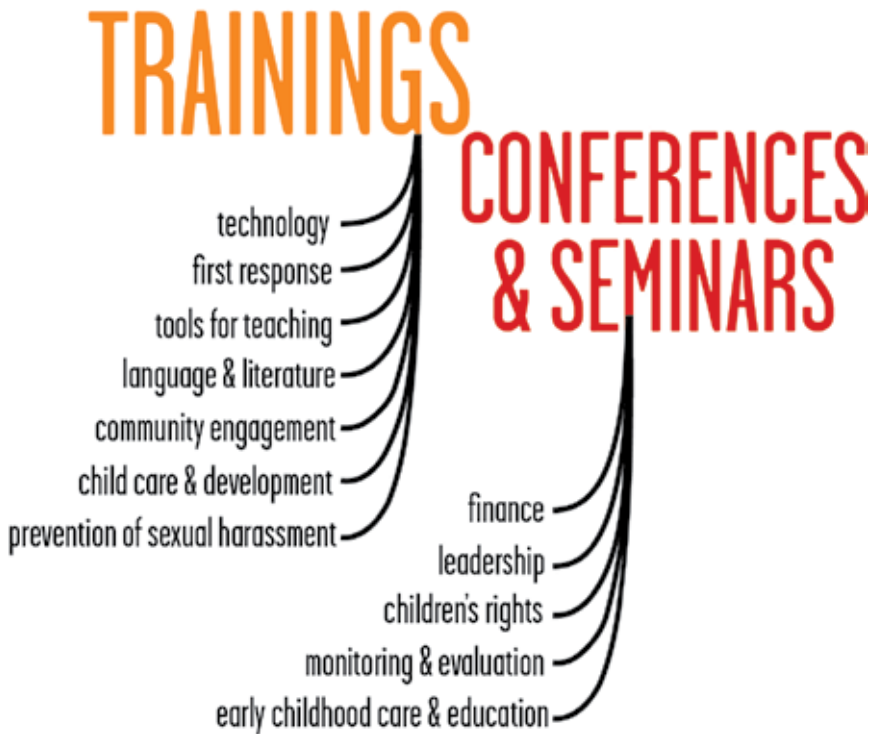 TRAININGS
technology
first response
tools for teaching
language & literature
community engagement
child care & development
prevention of sexual harassment
CONFERENCES
& SEMINARS
finance
leadership
children's rights
monitoring & evaluation
early childhood care & education